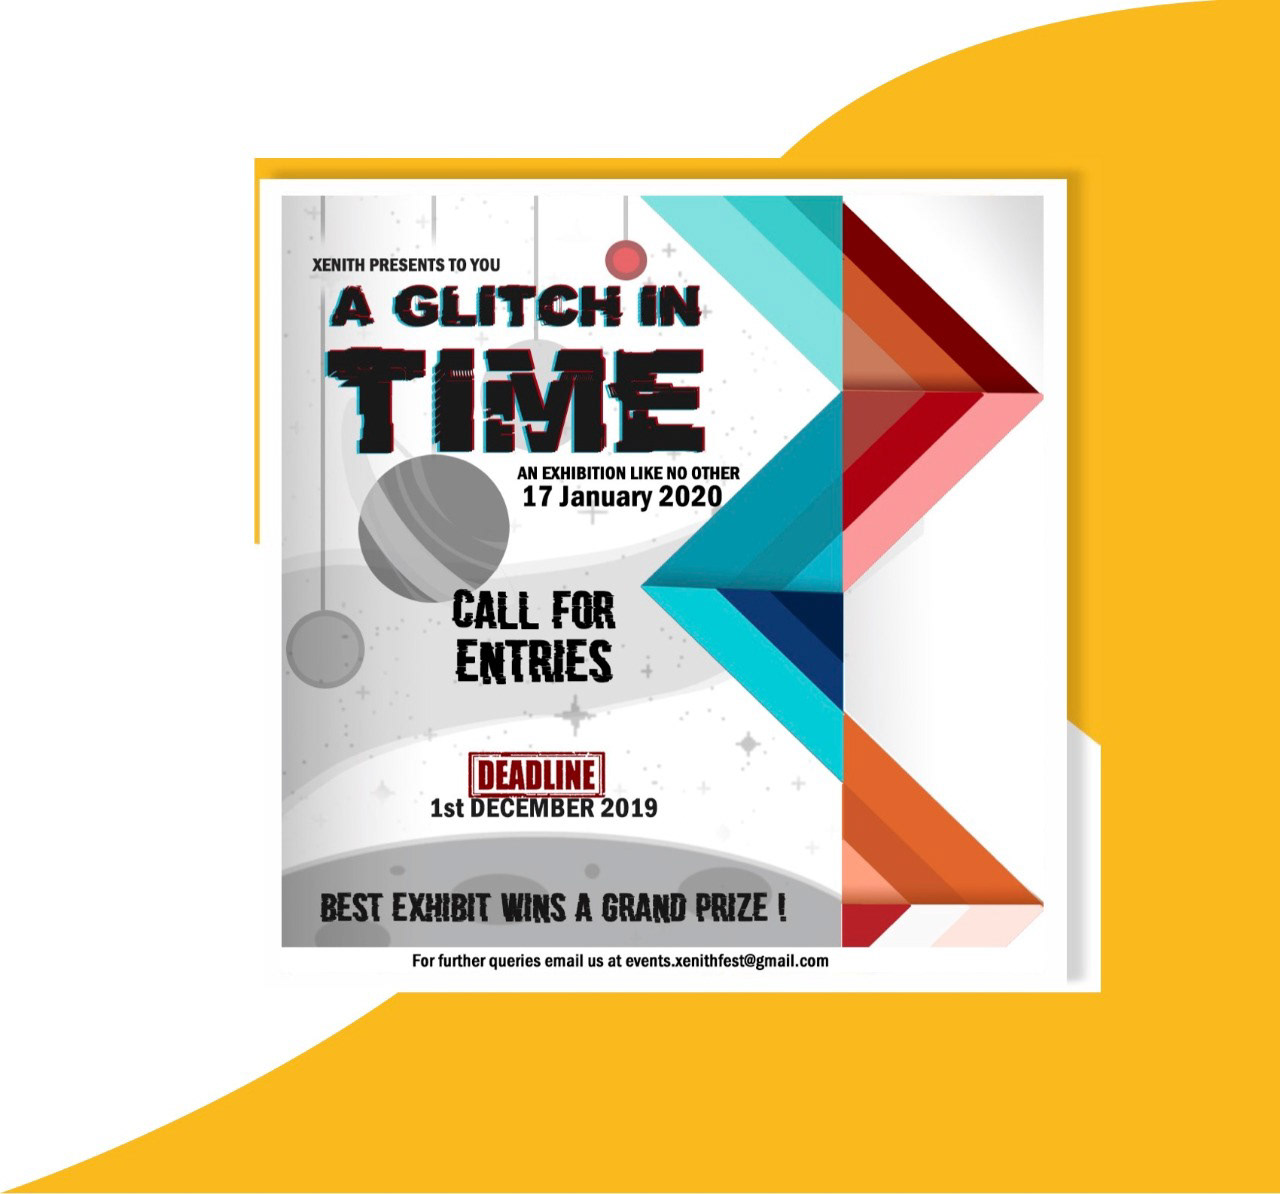 XENITH PRESENTS TO YOU
A GLITCH IN
TIME
AN EXHIBITION LIKE NO OTHER
17 January 2020
CALL FOR
ENTRIES
DEADLINE
1st DECEMBER 2019
BEST EXHIBIT WINS A GRAND PRIZE !
For further queries email us at events.xenithfest@gmail.com